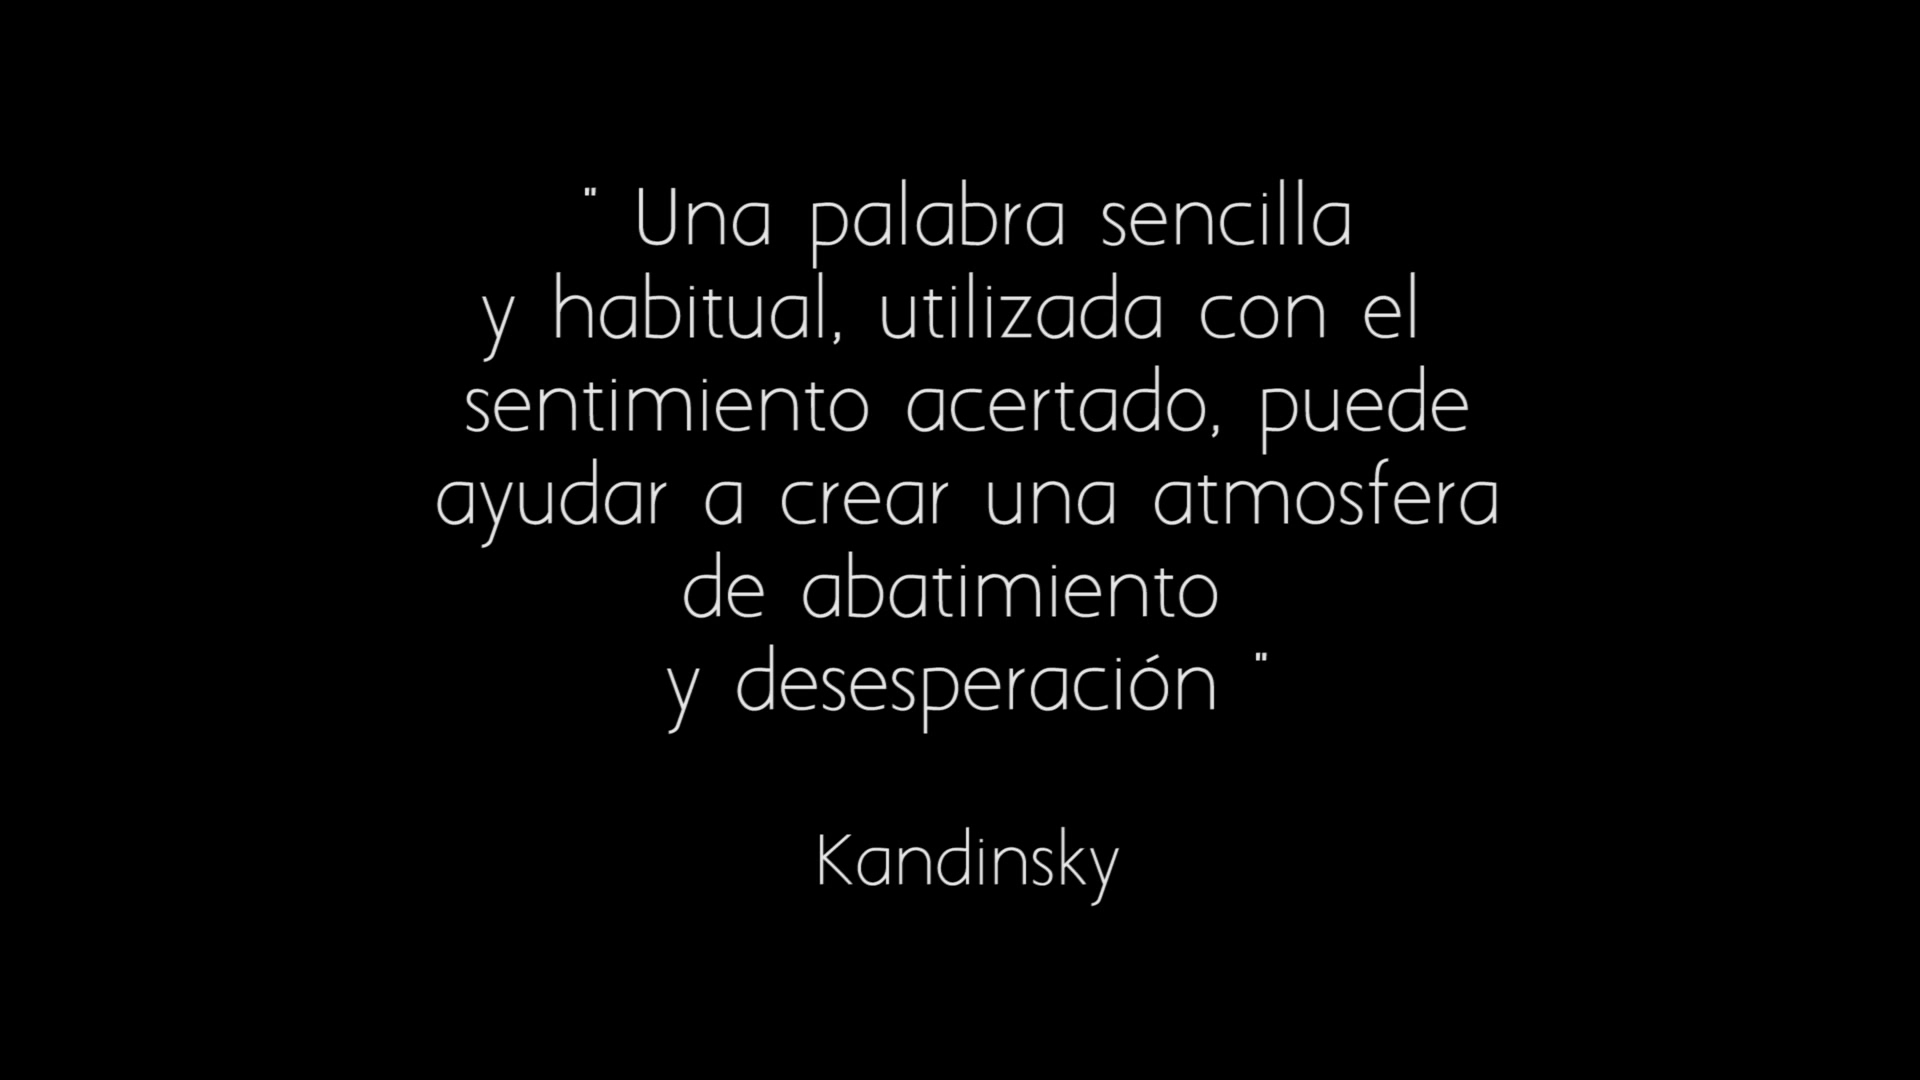 " Una palabra sencilla
y habitual, utilizada con el
sentimiento acertado, puede
ayudar a crear una atmosfera
de abatimiento
y desesperación "
Kandinsky